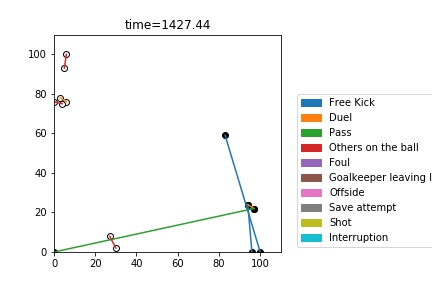 time=1427.44
100
80
60
40
20
0
0
20
40
60
80
100
Free Kick
Duel
Pass
Others on the ball
Foul
Goalkeeper leaving l
Offside
Save attempt
Shot
Interruption